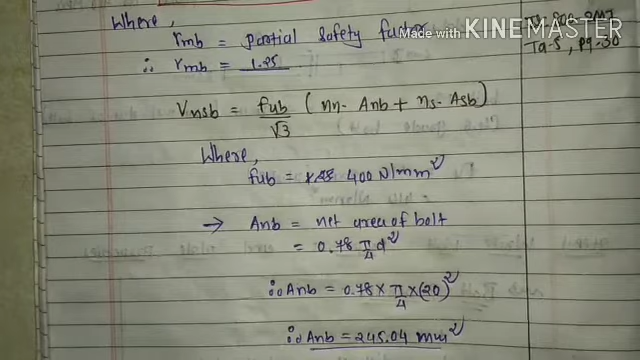 Where,
γmb = partial safety factor
Made with KINEMASTER
∴ γmb = 1.25
Ta-5, pg-30
Vnsb = fub/√3 (nn. Anb + ns. Asb)
Where,
fub = 400 N/mm²
→ Anb = net area of bolt
= 0.78 π/4 d²
∴ Anb = 0.78 × π/4 × (20)²
∴ Anb = 245.04 mm²